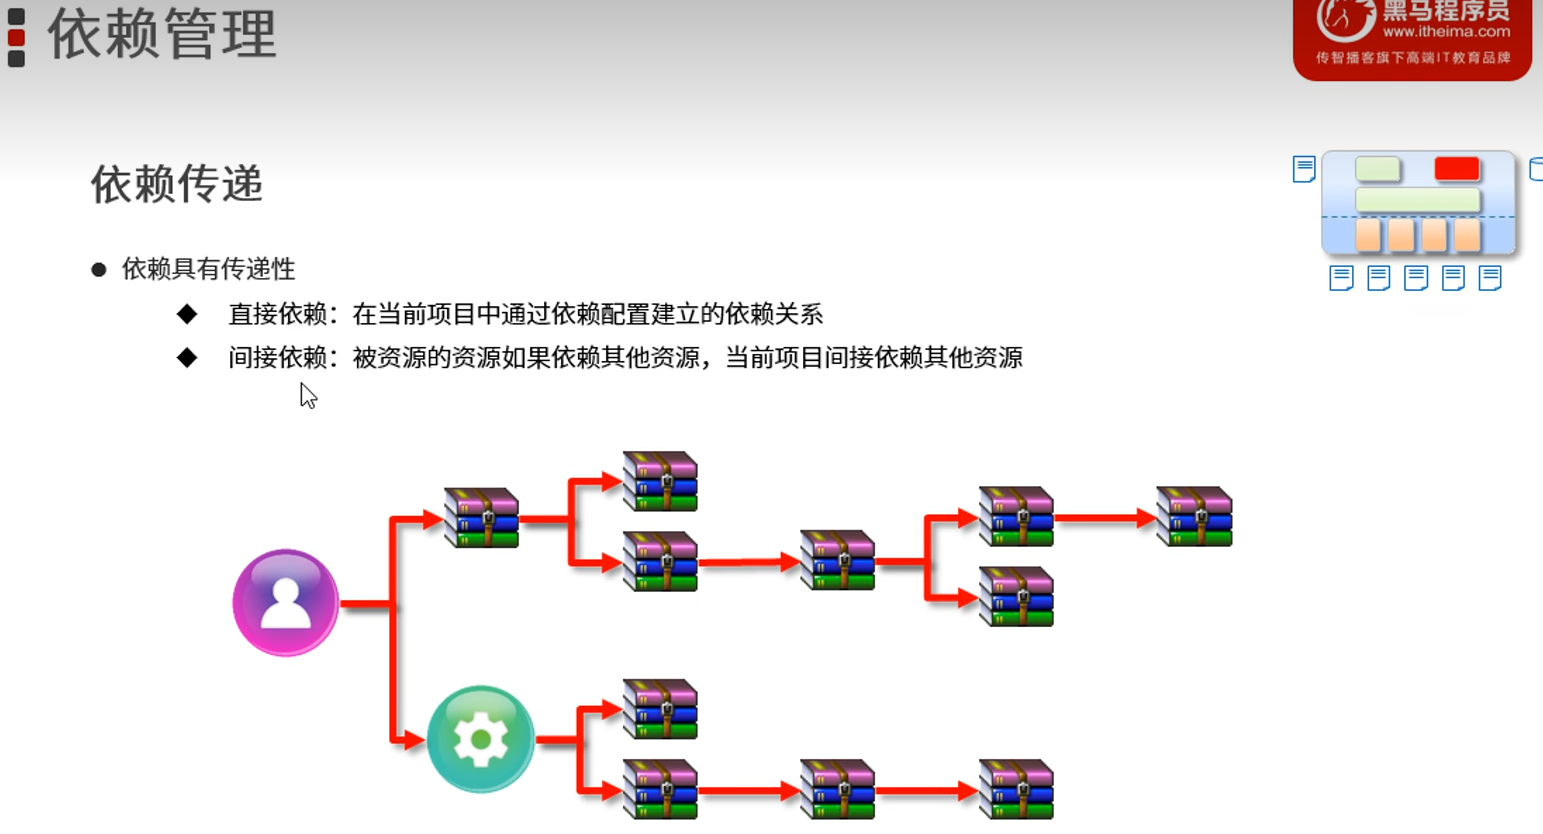 依赖管理
黑马程序员
www.itheima.com
传智播客旗下高端IT教育品牌
依赖传递
依赖具有传递性
直接依赖：在当前项目中通过依赖配置建立的依赖关系
间接依赖：被资源的资源如果依赖其他资源，当前项目间接依赖其他资源